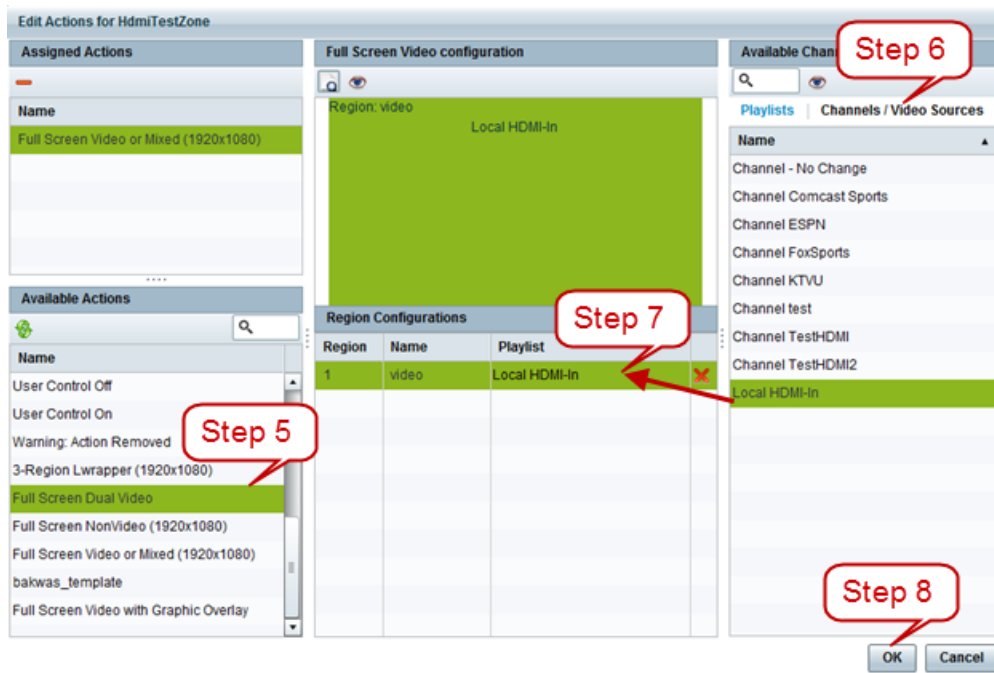 Edit Actions for HdmiTestZone
Assigned Actions
Name
Full Screen Video or Mixed (1920x1080)
Available Actions
Name
User Control Off
User Control On
Warning: Action Removed
Step 5
3-Region Lwrapper (1920x1080)
Full Screen Dual Video
Full Screen NonVideo (1920x1080)
Full Screen Video or Mixed (1920x1080)
bakwas_template
Full Screen Video with Graphic Overlay
Full Screen Video configuration
Region: video
Local HDMI-In
Region Configurations
Step 7
Region Name Playlist
1 video Local HDMI-In
Available
Step 6
Playlists | Channels / Video Sources
Name
Channel - No Change
Channel Comcast Sports
Channel ESPN
Channel FoxSports
Channel KTVU
Channel test
Channel TestHDMI
Channel TestHDMI2
Local HDMI-In
Step 8
OK Cancel